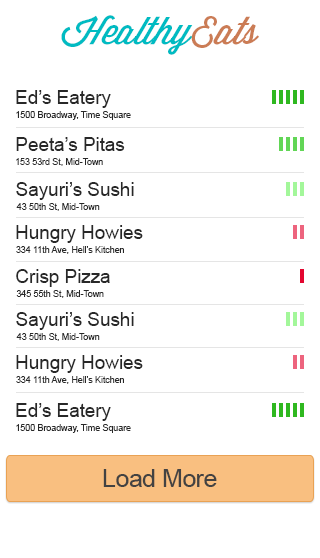 HealthyEats
Ed's Eatery
1500 Broadway, Time Square
Peeta's Pitas
153 53rd St, Mid-Town
Sayuri's Sushi
43 50th St, Mid-Town
Hungry Howies
334 11th Ave, Hell's Kitchen
Crisp Pizza
345 55th St, Mid-Town
Sayuri's Sushi
43 50th St, Mid-Town
Hungry Howies
334 11th Ave, Hell's Kitchen
Ed's Eatery
1500 Broadway, Time Square
Load More